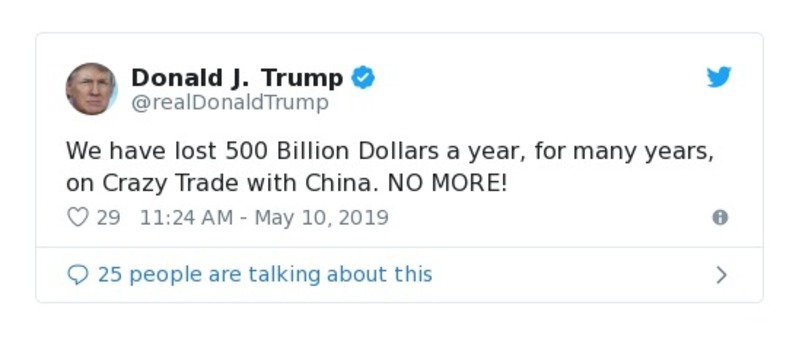 Donald J. Trump
@realDonaldTrump
We have lost 500 Billion Dollars a year, for many years,
on Crazy Trade with China. NO MORE!
29 11:24 AM - May 10, 2019
25 people are talking about this